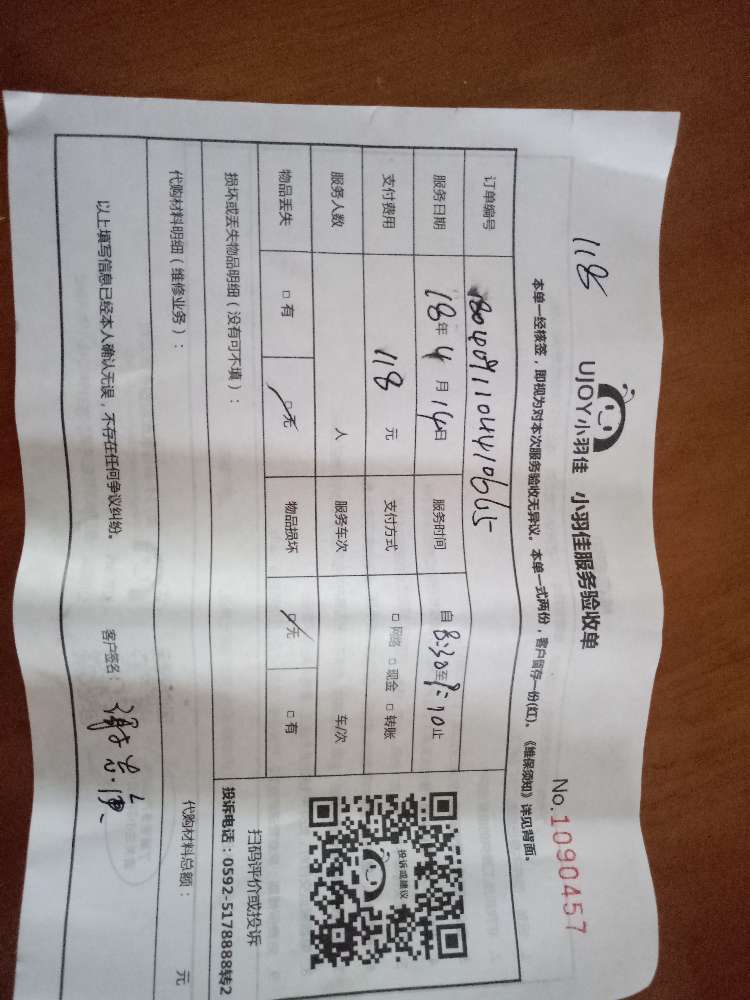 118
UJOY小羽佳 小羽佳服务验收单
No.1090457
本单一经核签，即视为对本次服务验收无异议。本单一式两份，客户留存一份(红)。《维保须知》详见背面。
订单编号
服务日期 18年4月14日 服务时间 自8:30至 止
支付费用 118元 支付方式 □网络 □现金 □转账
服务人数 人 服务车次 车/次
物品丢失 □有 □无 物品损坏 □无 □有
损坏或丢失物品明细（没有可不填）：
代购材料明细（维修业务）： 代购材料总额： 元
以上填写信息已经本人确认无误，不存在任何争议纠纷。 客户签名：
投诉或建议
扫码评价或投诉
投诉电话：0592-5178888转2